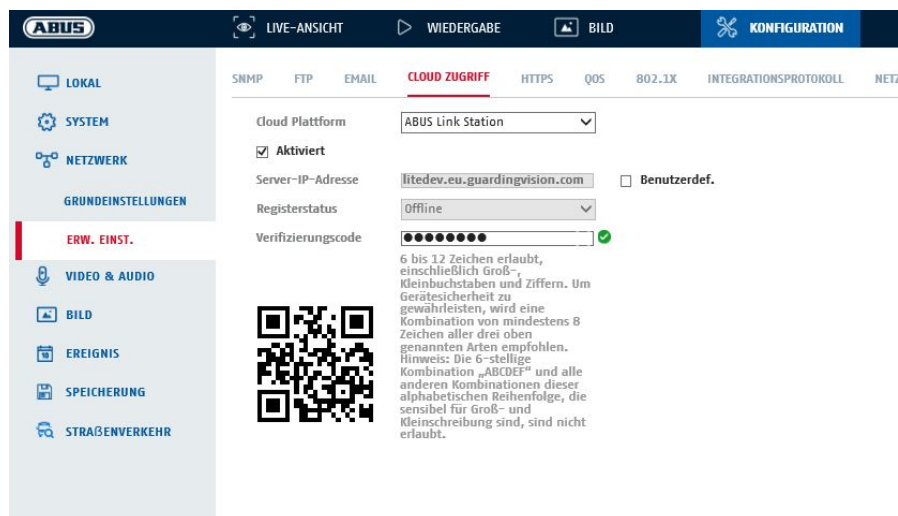 ABUS
LIVE-ANSICHT
WIEDERGABE
BILD
KONFIGURATION
LOKAL
SYSTEM
NETZWERK
GRUNDEINSTELLUNGEN
ERW. EINST.
VIDEO & AUDIO
BILD
EREIGNIS
SPEICHERUNG
STRAßENVERKEHR
SNMP FTP EMAIL CLOUD ZUGRIFF HTTPS QOS 802.1X INTEGRATIONSPROTOKOLL NETZ
Cloud Plattform ABUS Link Station
Aktiviert
Server-IP-Adresse litedev.eu.guardingvision.com Benutzerdef.
Registerstatus Offline
Verifizierungscode ●●●●●●●●
6 bis 12 Zeichen erlaubt,
einschließlich Groß-,
Kleinbuchstaben und Ziffern. Um
Gerätesicherheit zu
gewährleisten, wird eine
Kombination von mindestens 8
Zeichen aller drei oben
genannten Arten empfohlen.
Hinweis: Die 6-stellige
Kombination „ABCDEF“ und alle
anderen Kombinationen dieser
alphabetischen Reihenfolge, die
sensibel für Groß- und
Kleinschreibung sind, sind nicht
erlaubt.